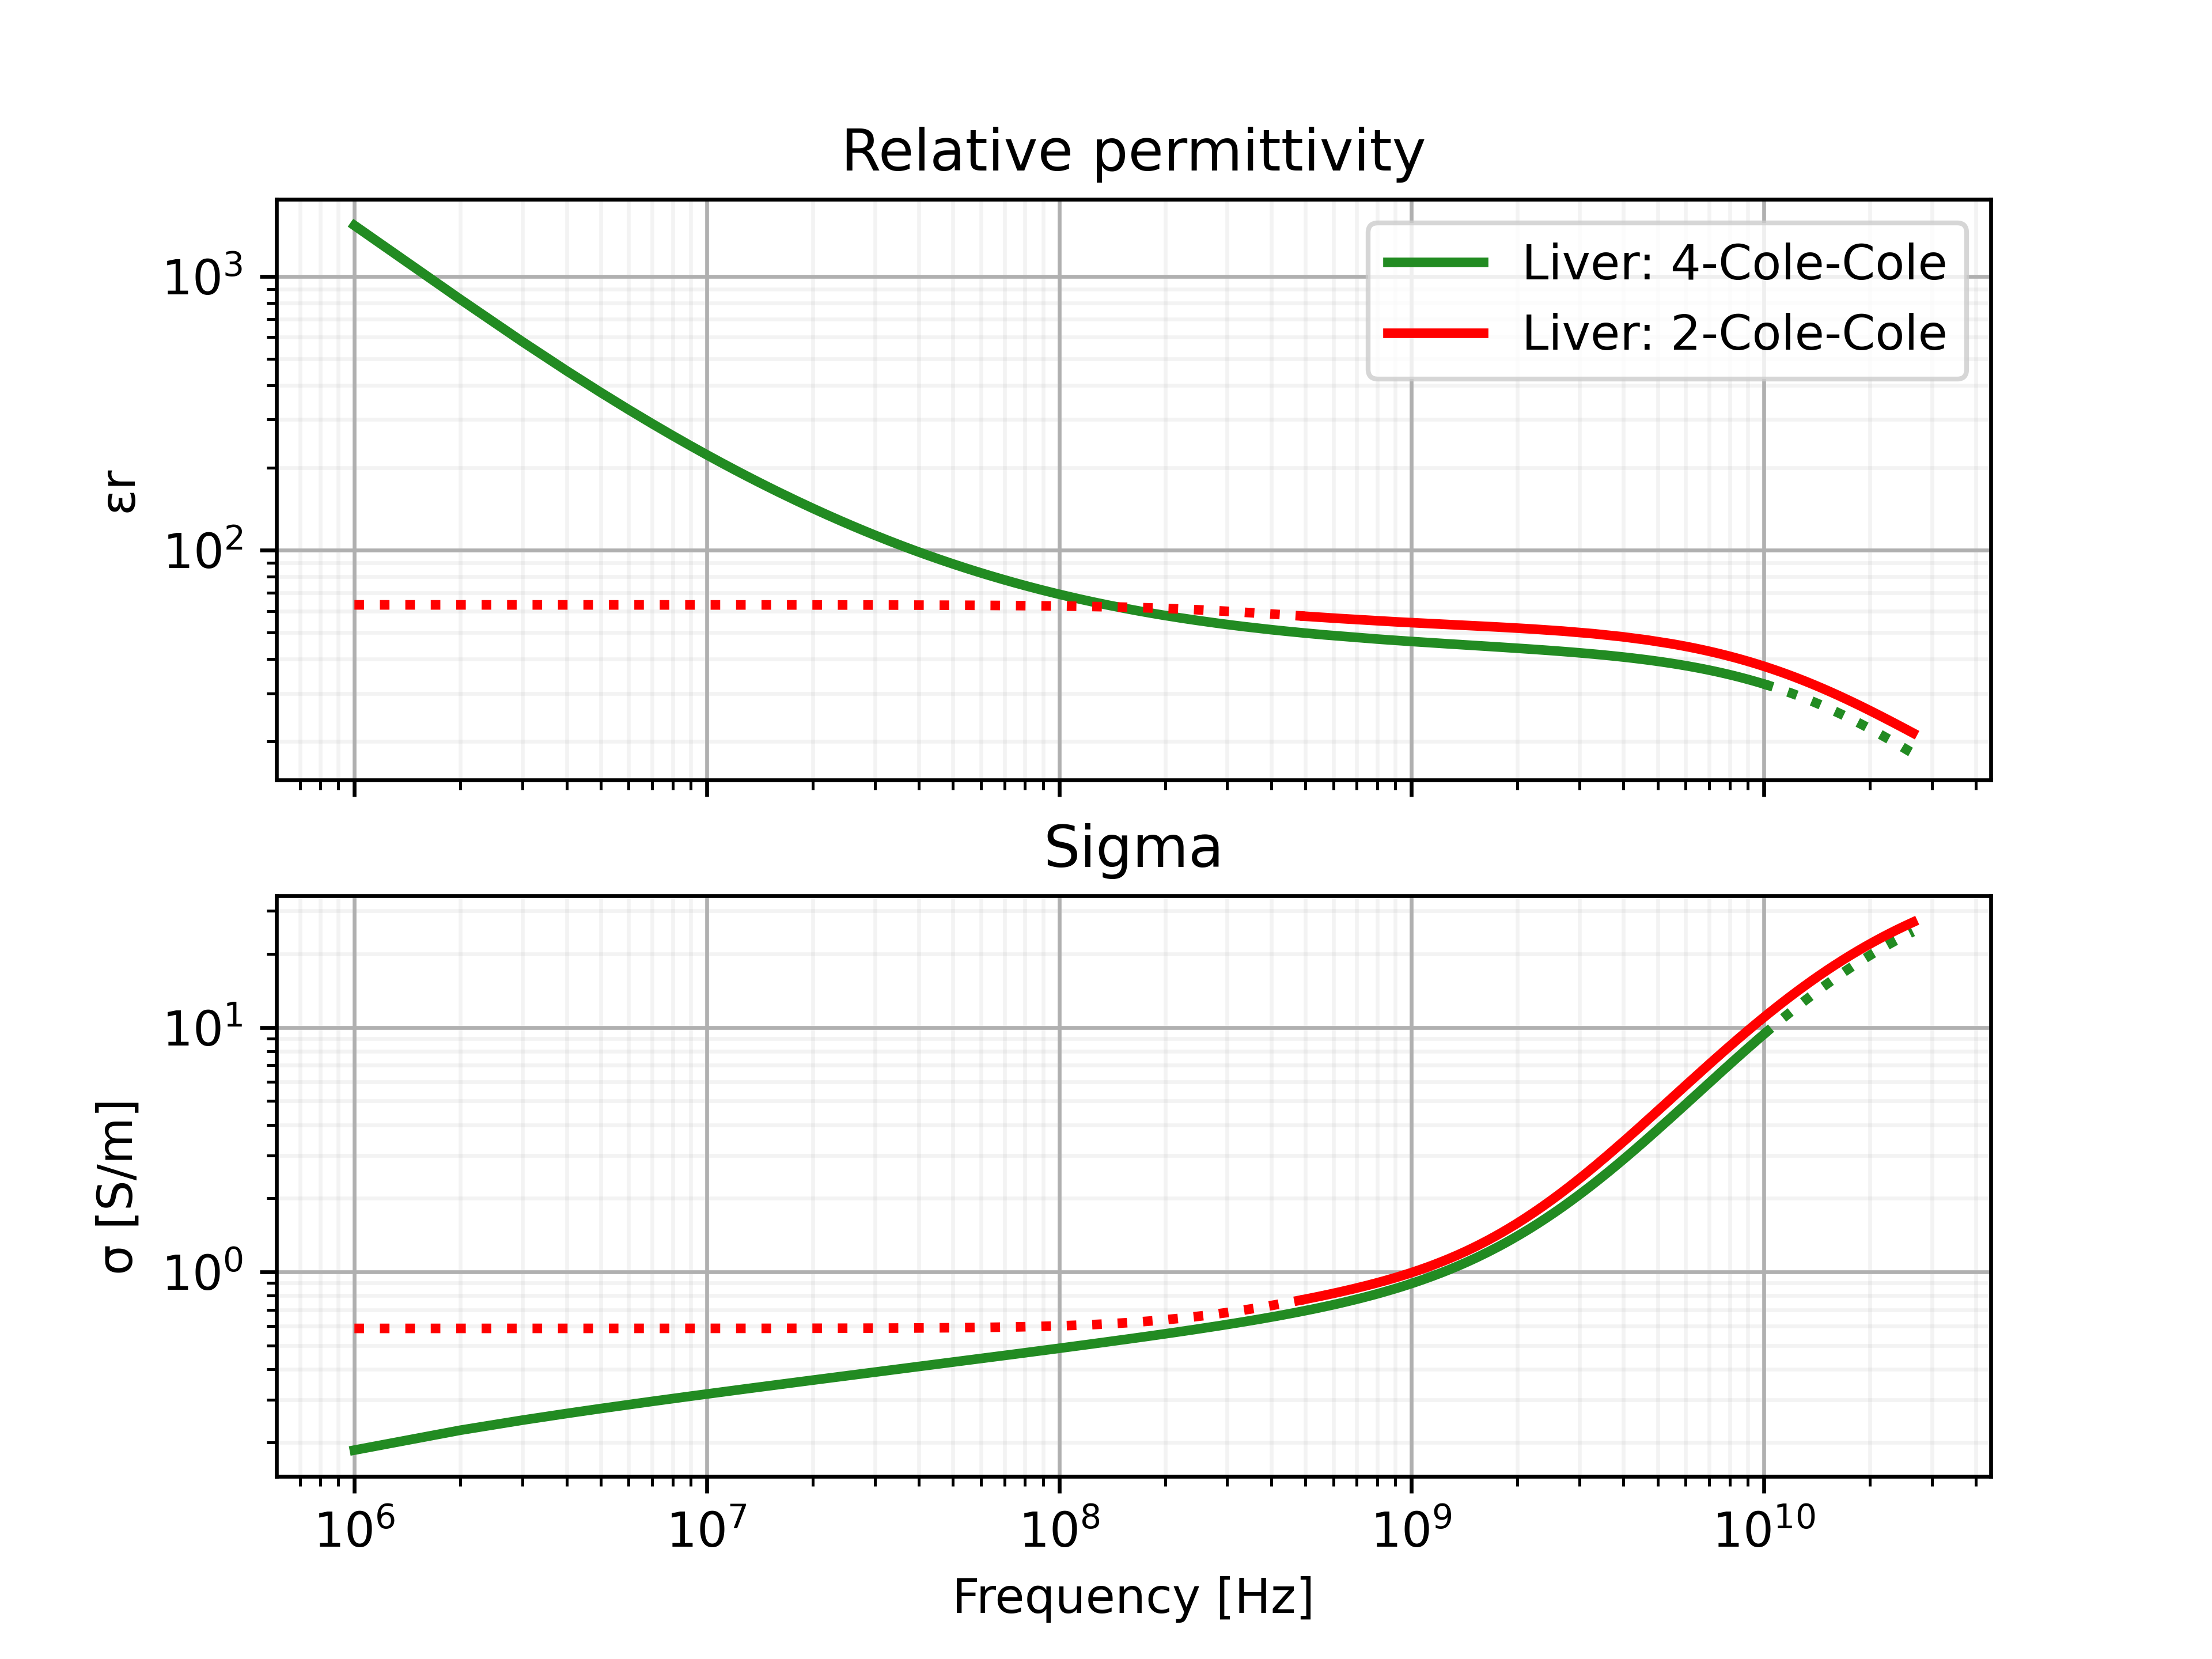 Relative permittivity
10³
10²
εr
Liver: 4-Cole-Cole
Liver: 2-Cole-Cole
Sigma
10¹
10⁰
σ [S/m]
10⁶ 10⁷ 10⁸ 10⁹ 10¹⁰
Frequency [Hz]